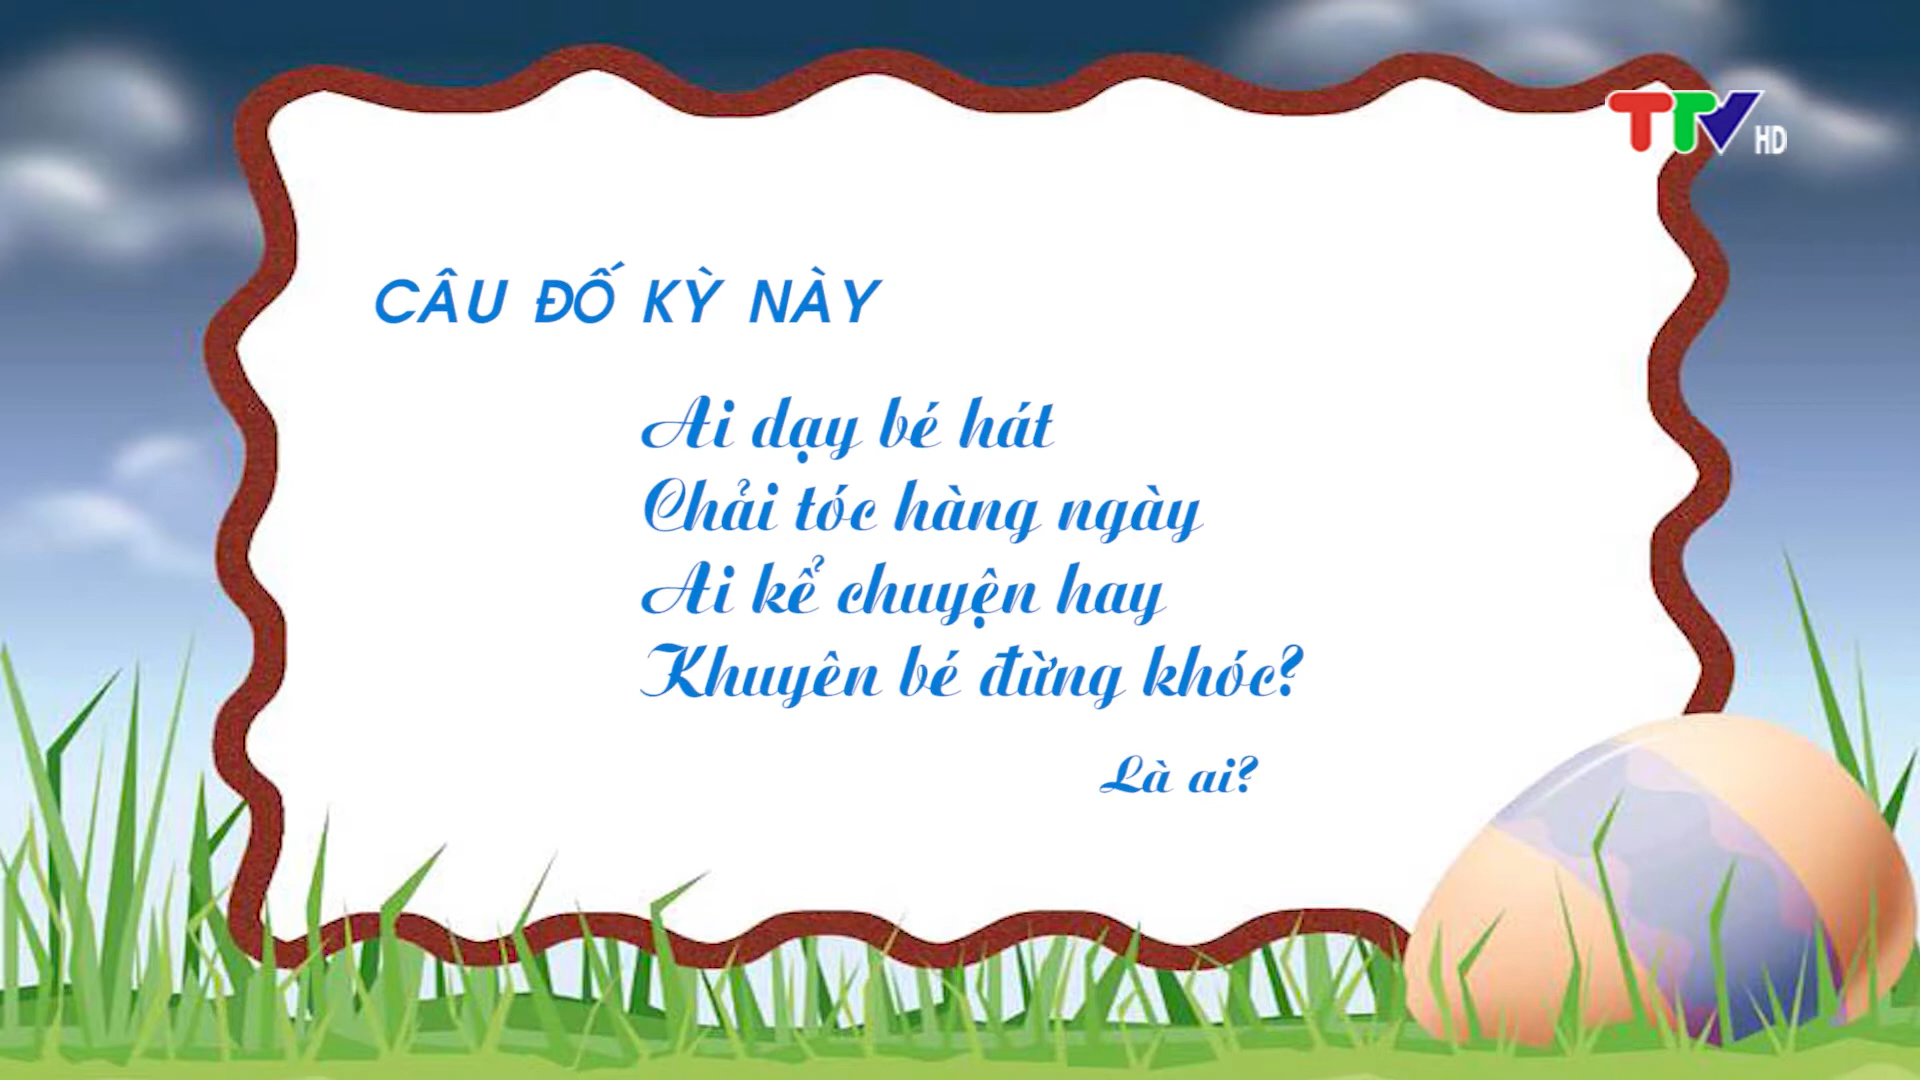 TTV HD
CÂU ĐỐ KỲ NÀY
Ai dạy bé hát
Chải tóc hàng ngày
Ai kể chuyện hay
Khuyên bé đừng khóc?
Là ai?